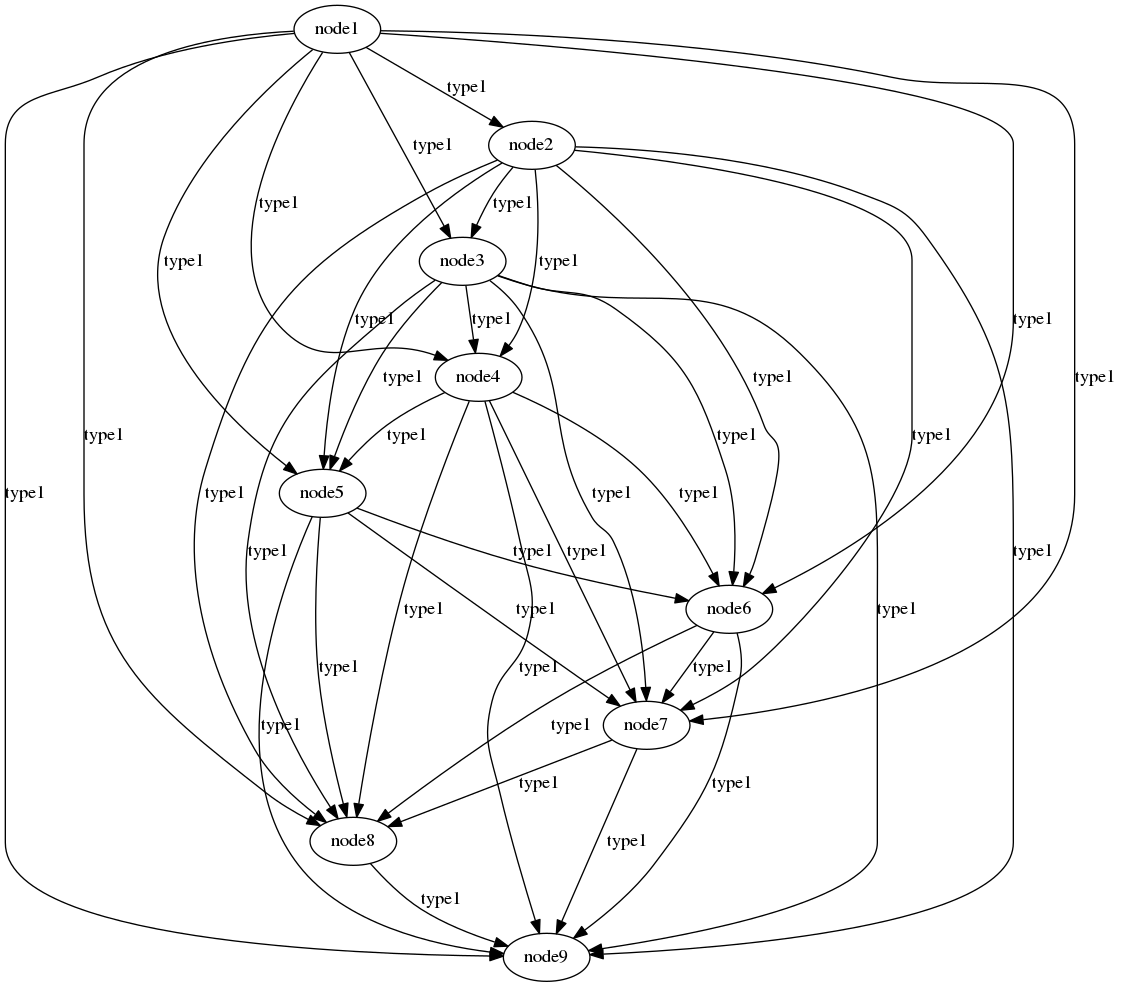 node1
type1
type1 node2
type1 type1
type1 node3 type1
type1 type1 type1
type1 node4 type1 type1
type1 type1 type1 type1
type1 type1 node5 type1 type1
type1 type1 type1 type1
type1 type1 node6 type1
type1 type1 type1
type1 type1 node7
type1 type1
node8 type1
type1
node9